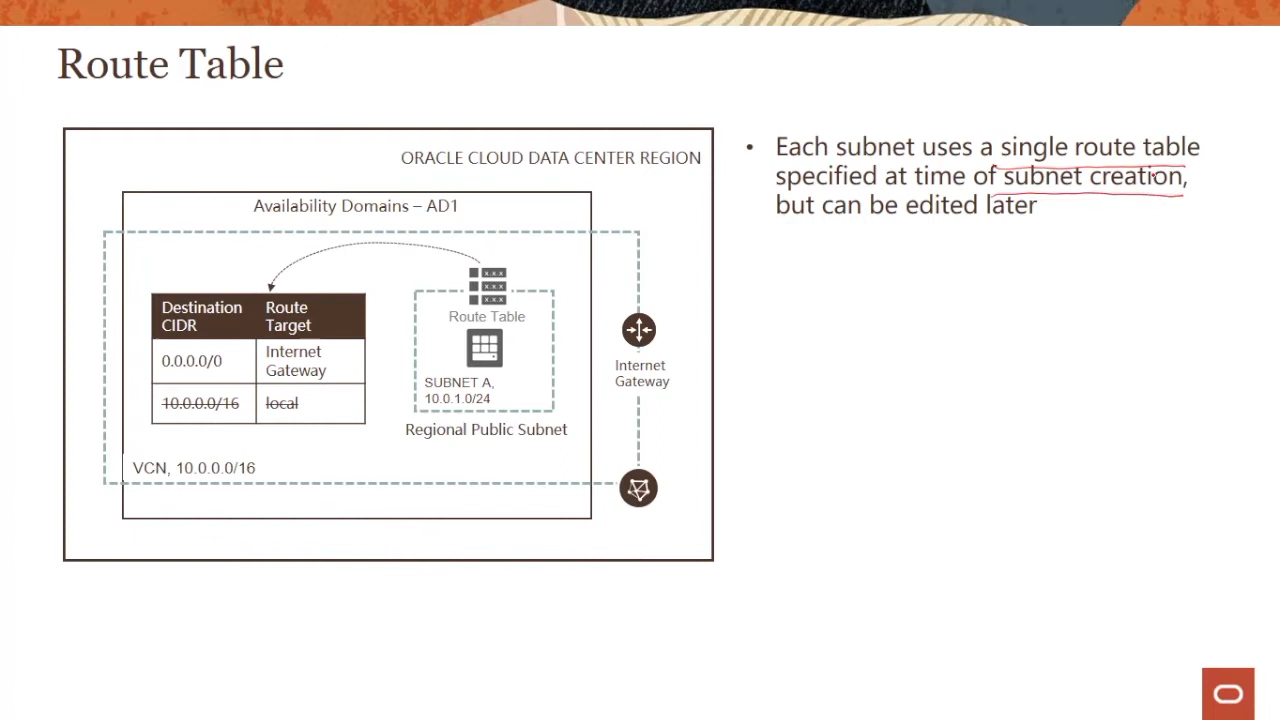 Route Table
ORACLE CLOUD DATA CENTER REGION
Availability Domains – AD1
Destination CIDR
Route Target
0.0.0.0/0
Internet Gateway
10.0.0.0/16
local
x.x.x
x.x.x
x.x.x
Route Table
SUBNET A,
10.0.1.0/24
Regional Public Subnet
VCN, 10.0.0.0/16
Internet
Gateway
• Each subnet uses a single route table
specified at time of subnet creation,
but can be edited later